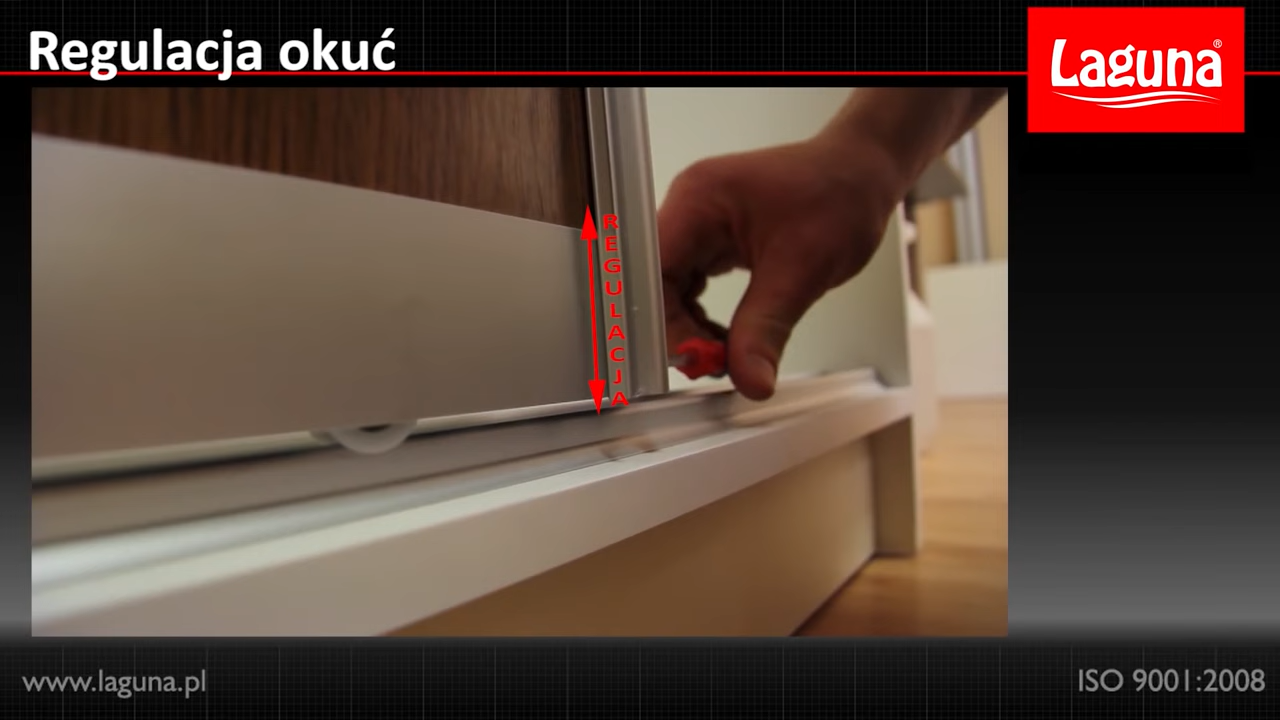 Regulacja okuć
Laguna®
REGULACJA
www.laguna.pl
ISO 9001:2008